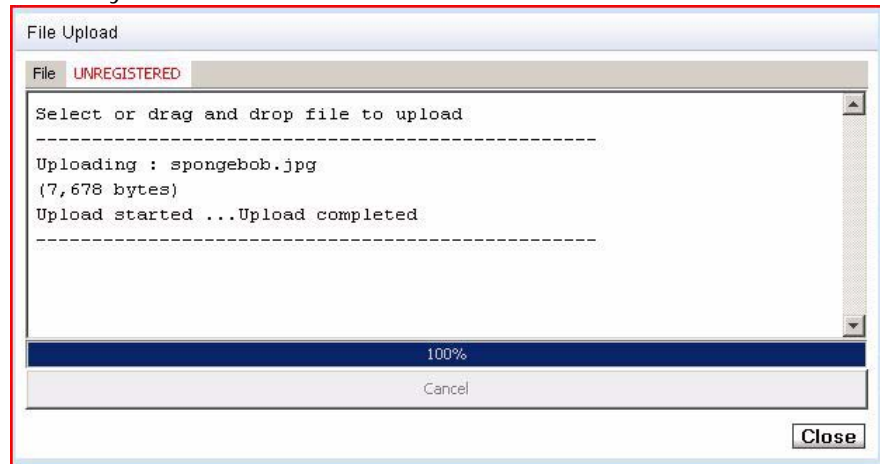 File Upload
File UNREGISTERED
Select or drag and drop file to upload
--------------------------------------------------
Uploading : spongebob.jpg
(7,678 bytes)
Upload started ...Upload completed
--------------------------------------------------
100%
Cancel
Close